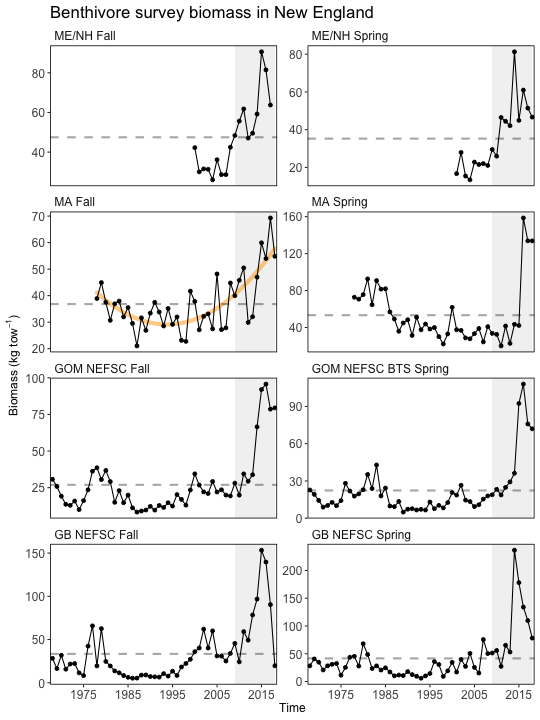 Benthivore survey biomass in New England
ME/NH Fall
ME/NH Spring
80
60
40
80
60
40
20
MA Fall
MA Spring
70
60
50
40
30
20
160
120
80
40
Biomass (kg tow⁻¹)
GOM NEFSC Fall
GOM NEFSC BTS Spring
100
75
50
25
90
60
30
0
GB NEFSC Fall
GB NEFSC Spring
150
100
50
0
200
150
100
50
0
1975 1985 1995 2005 2015
1975 1985 1995 2005 2015
Time